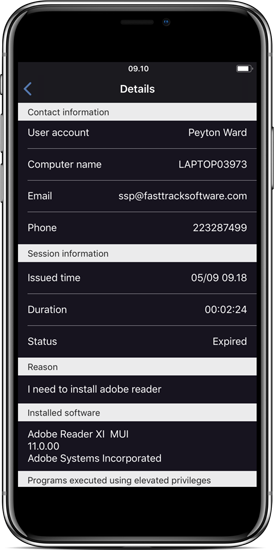 09.10
Details
Contact information
User account Peyton Ward
Computer name LAPTOP03973
Email ssp@fasttracksoftware.com
Phone 223287499
Session information
Issued time 05/09 09.18
Duration 00:02:24
Status Expired
Reason
I need to install adobe reader
Installed software
Adobe Reader XI MUI
11.0.00
Adobe Systems Incorporated
Programs executed using elevated privileges